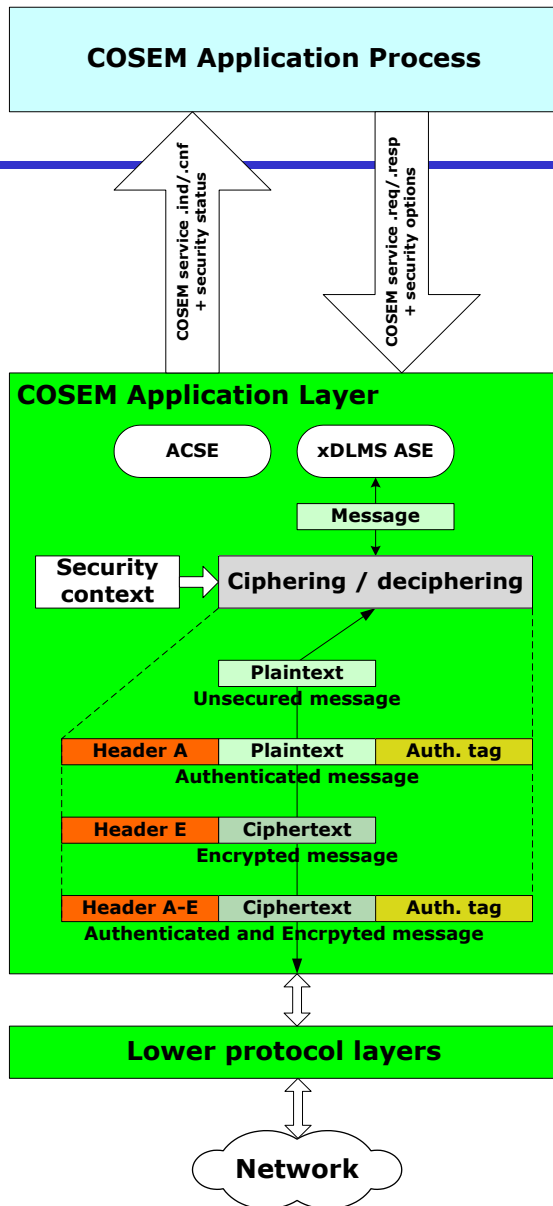 COSEM Application Process
COSEM service .ind/.cnf
+ security status
COSEM service .req/.resp
+ security options
COSEM Application Layer
ACSE
xDLMS ASE
Message
Security
context
Ciphering / deciphering
Plaintext
Unsecured message
Header A
Plaintext
Auth. tag
Authenticated message
Header E
Ciphertext
Encrypted message
Header A-E
Ciphertext
Auth. tag
Authenticated and Encrpyted message
Lower protocol layers
Network